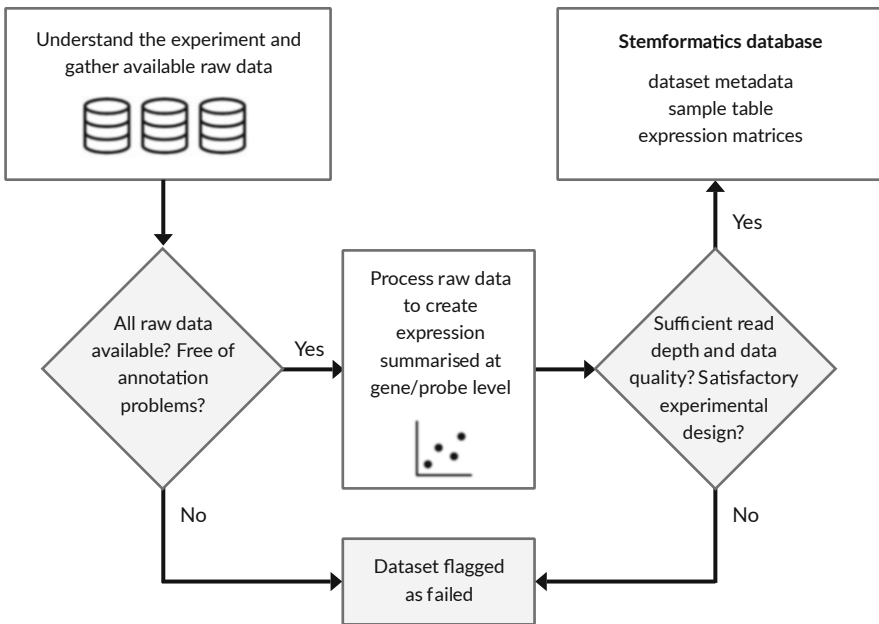 Understand the experiment and
gather available raw data
Stemformatics database
dataset metadata
sample table
expression matrices
Yes
All raw data
available? Free of
annotation
problems?
Yes
Process raw data
to create
expression
summarised at
gene/probe level
Sufficient read
depth and data
quality? Satisfactory
experimental
design?
No
No
Dataset flagged
as failed